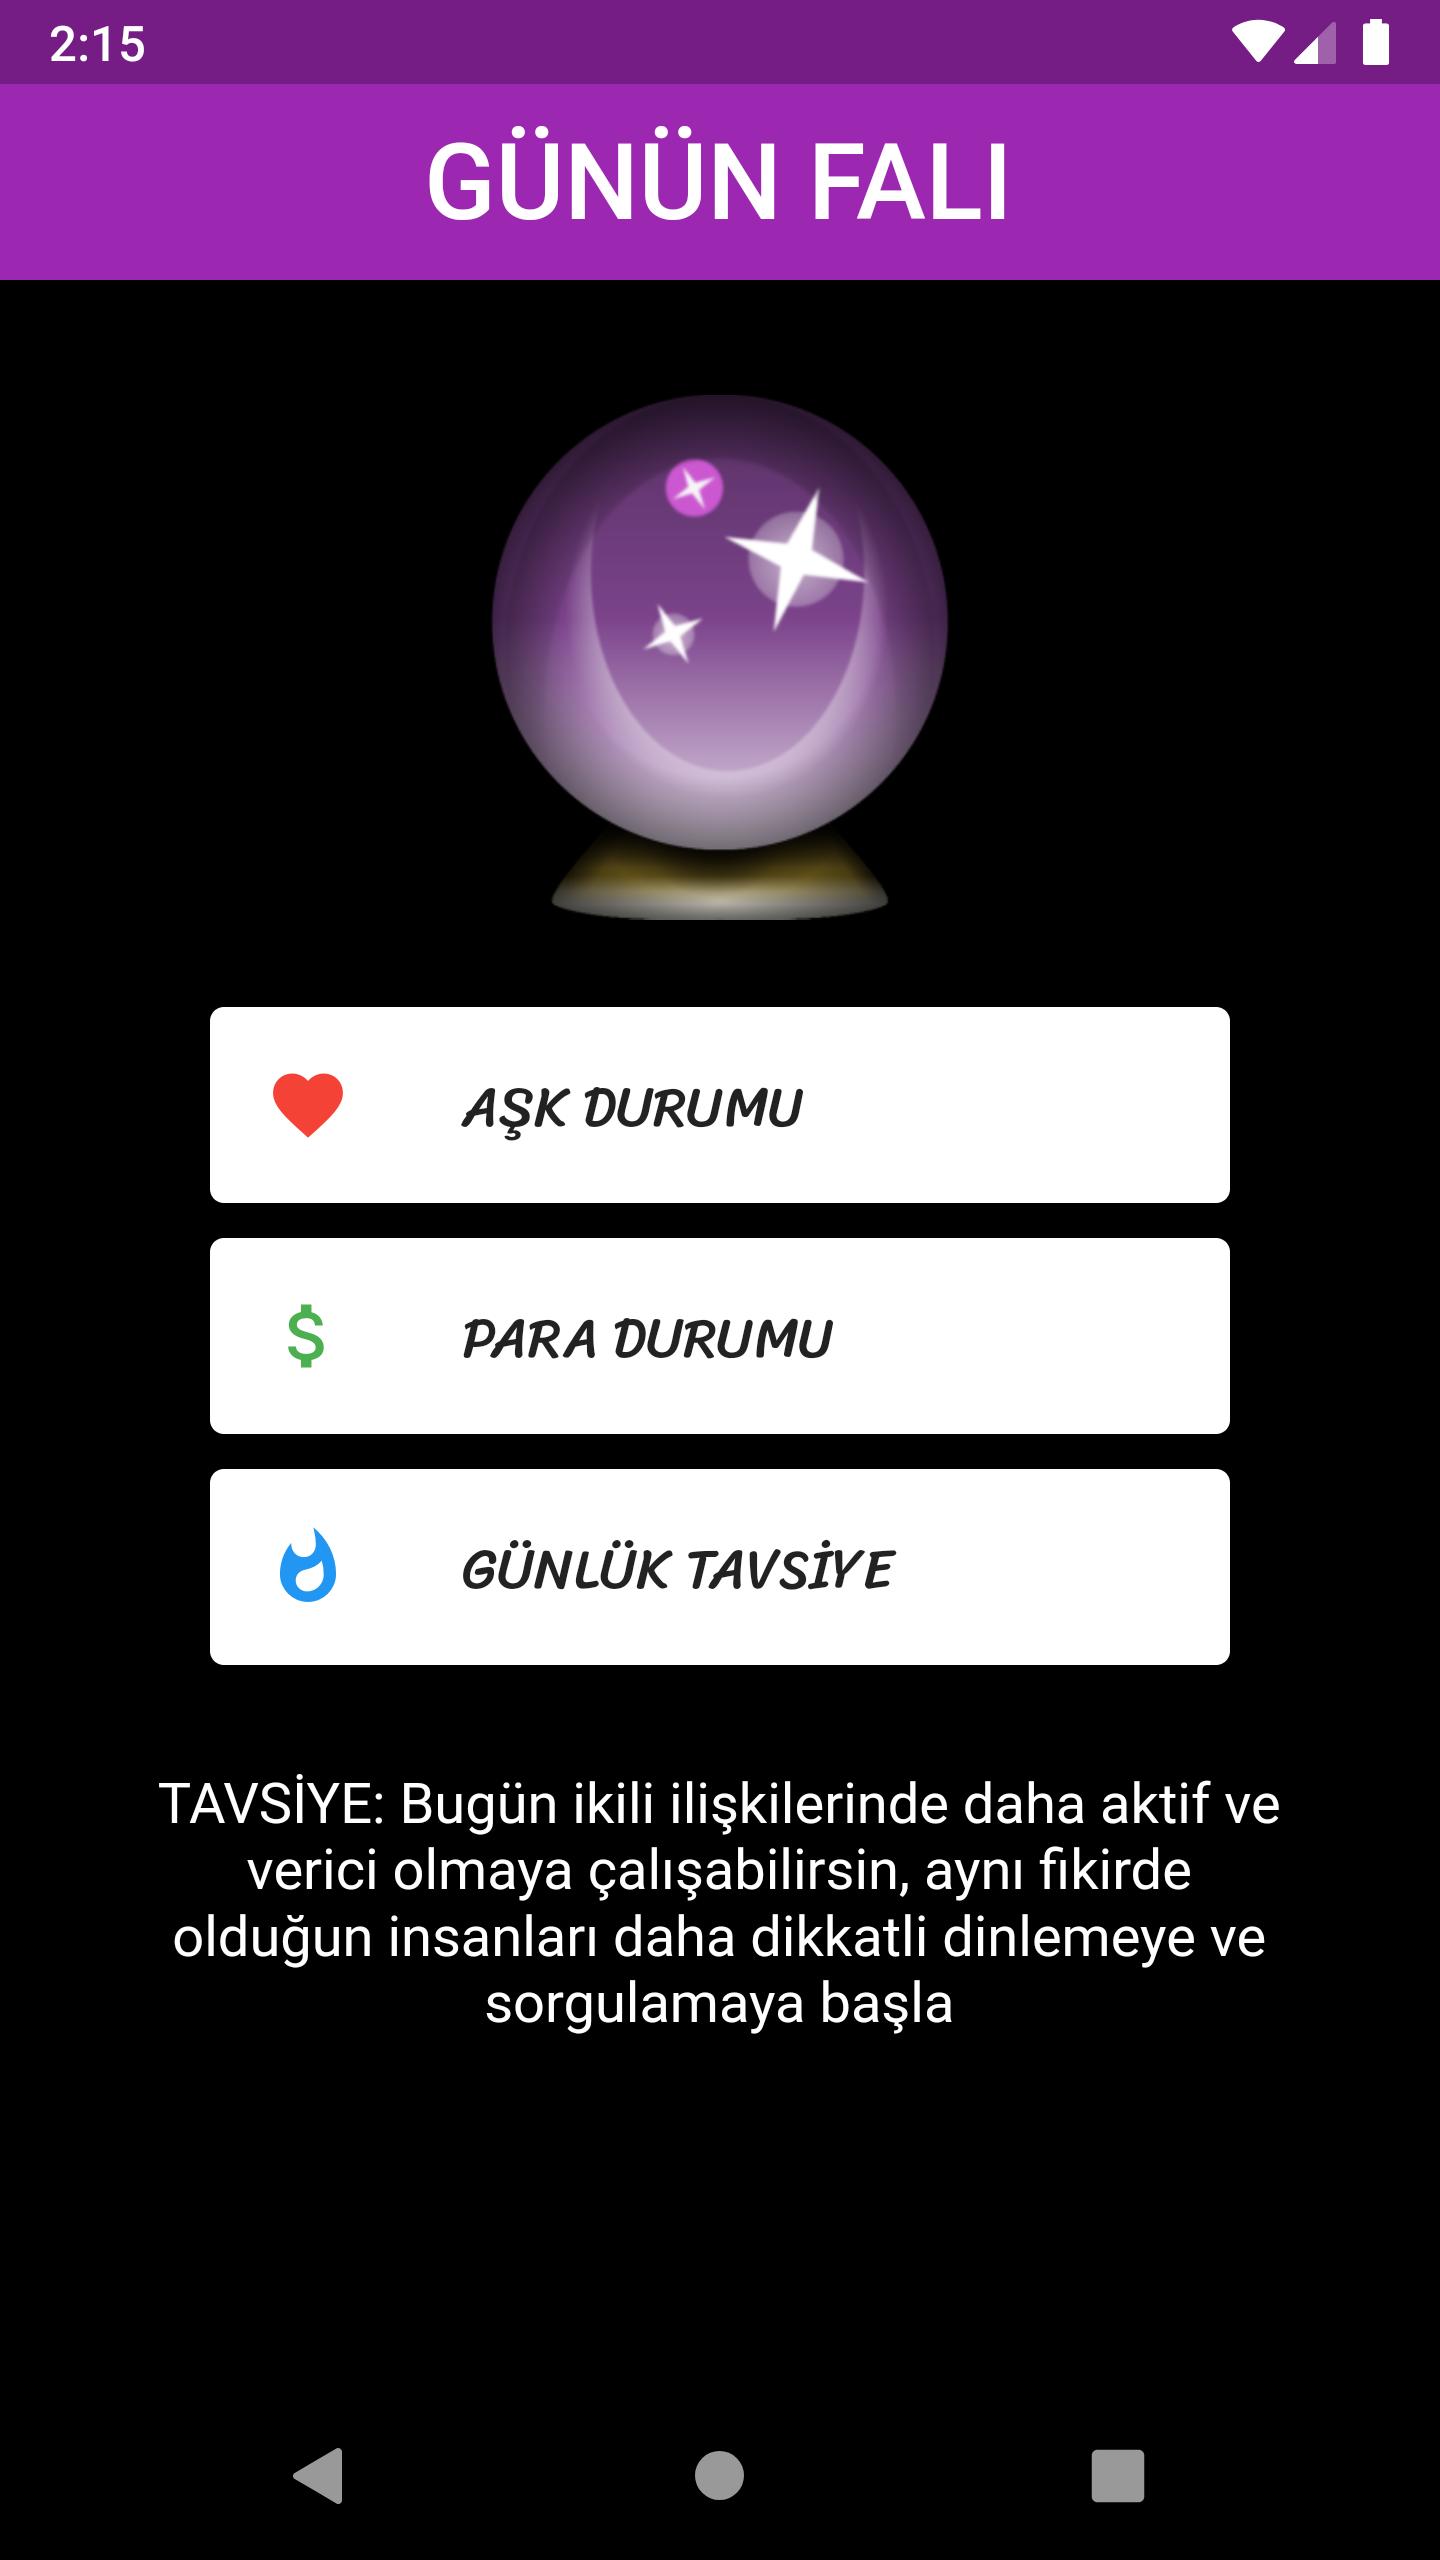 2:15
GÜNÜN FALI
AŞK DURUMU
PARA DURUMU
GÜNLÜK TAVSİYE
TAVSİYE: Bugün ikili ilişkilerinde daha aktif ve
verici olmaya çalışabilirsin, aynı fikirde
olduğun insanları daha dikkatli dinlemeye ve
sorgulamaya başla